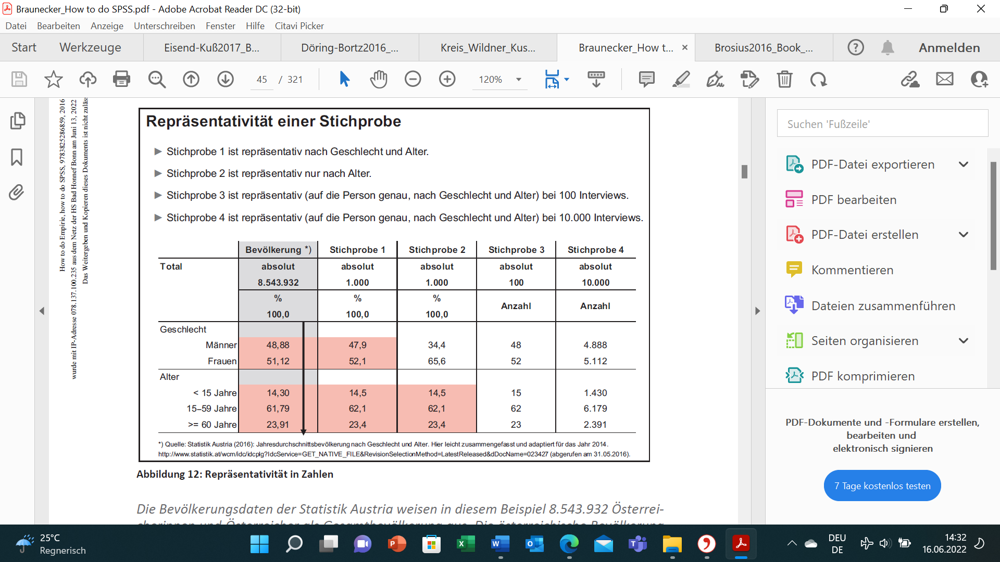 Braunecker_How to do SPSS.pdf - Adobe Acrobat Reader DC (32-bit)
Datei Bearbeiten Anzeige Unterschreiben Fenster Hilfe Citavi Picker
Start Werkzeuge Eisend-Kuß2017_B... Döring-Bortz2016_... Kreis_Wildner_Kus... Braunecker_How t... × Brosius2016_Book_... Anmelden
45 / 321 120%
How to do Empirie, how to do SPSS, 9783825286859, 2016
wurde mit IP-Adresse 078.137.100.235 aus dem Netz der HS Bad Honnef Bonn am Juni 13, 2022
Das Weitergeben und Kopieren dieses Dokuments ist nicht zuläss
Repräsentativität einer Stichprobe
► Stichprobe 1 ist repräsentativ nach Geschlecht und Alter.
► Stichprobe 2 ist repräsentativ nur nach Alter.
► Stichprobe 3 ist repräsentativ (auf die Person genau, nach Geschlecht und Alter) bei 100 Interviews.
► Stichprobe 4 ist repräsentativ (auf die Person genau, nach Geschlecht und Alter) bei 10.000 Interviews.
Bevölkerung *) Stichprobe 1 Stichprobe 2 Stichprobe 3 Stichprobe 4
Total absolut absolut absolut absolut absolut
8.543.932 1.000 1.000 100 10.000
% % % Anzahl Anzahl
100,0 100,0 100,0
Geschlecht
Männer 48,88 47,9 34,4 48 4.888
Frauen 51,12 52,1 65,6 52 5.112
Alter
< 15 Jahre 14,30 14,5 14,5 15 1.430
15–59 Jahre 61,79 62,1 62,1 62 6.179
>= 60 Jahre 23,91 23,4 23,4 23 2.391
*) Quelle: Statistik Austria (2016): Jahresdurchschnittsbevölkerung nach Geschlecht und Alter. Hier leicht zusammengefasst und adaptiert für das Jahr 2014.
http://www.statistik.at/wcm/idc/idcplg?IdcService=GET_NATIVE_FILE&RevisionSelectionMethod=LatestReleased&dDocName=023427 (abgerufen am 31.05.2016).
Abbildung 12: Repräsentativität in Zahlen
Die Bevölkerungsdaten der Statistik Austria weisen in diesem Beispiel 8.543.932 Österrei-
cherinnen und Österreicher als Gesamtbevölkerung aus. Die österreichische Bevölkerung
Suchen 'Fußzeile'
PDF-Datei exportieren
PDF bearbeiten
PDF-Datei erstellen
Kommentieren
Dateien zusammenführen
Seiten organisieren
PDF komprimieren
PDF-Dokumente und -Formulare erstellen,
bearbeiten und
elektronisch signieren
7 Tage kostenlos testen
25°C
Regnerisch
DEU
DE
14:32
16.06.2022